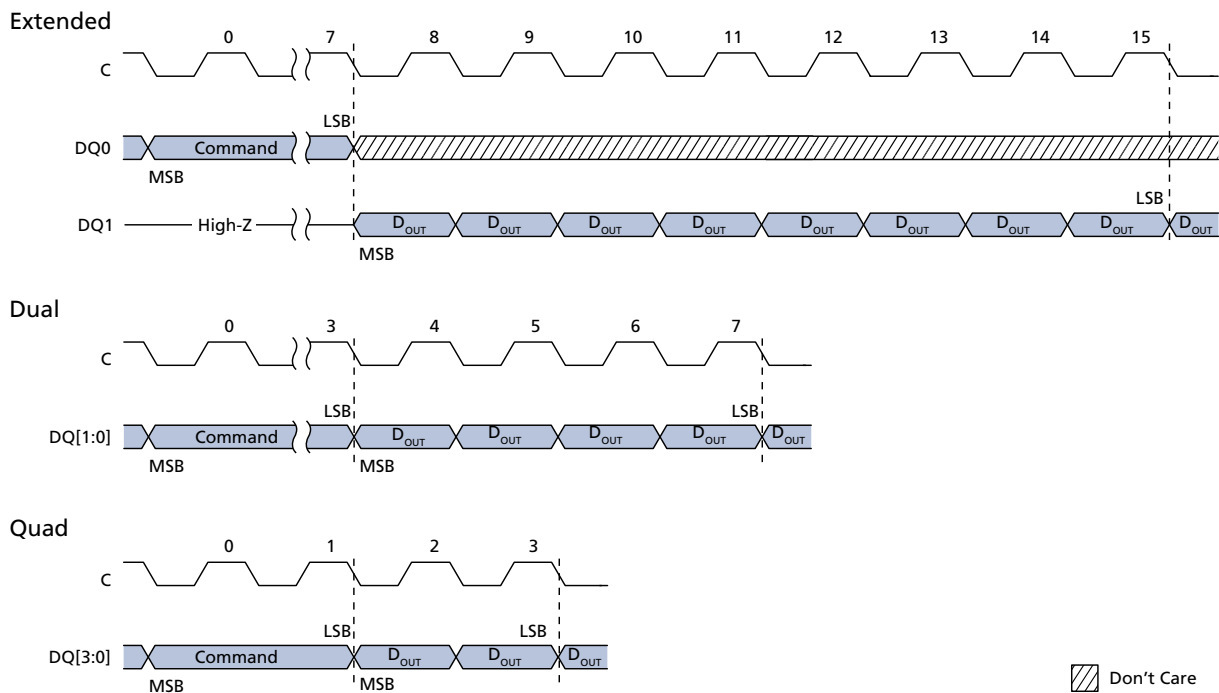 Extended
0 7 8 9 10 11 12 13 14 15
C
LSB
DQ0 Command
MSB
LSB
DQ1 High-Z DOUT DOUT DOUT DOUT DOUT DOUT DOUT DOUT DOUT
MSB
Dual
0 3 4 5 6 7
C
LSB LSB
DQ[1:0] Command DOUT DOUT DOUT DOUT DOUT
MSB MSB
Quad
0 1 2 3
C
LSB LSB
DQ[3:0] Command DOUT DOUT DOUT
MSB MSB
Don't Care